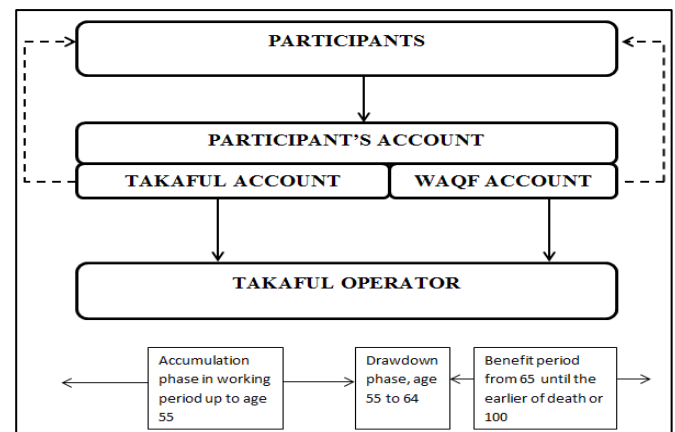 PARTICIPANTS
PARTICIPANT’S ACCOUNT
TAKAFUL ACCOUNT
WAQF ACCOUNT
TAKAFUL OPERATOR
Accumulation
phase in working
period up to age
55
Drawdown
phase, age
55 to 64
Benefit period
from 65 until the
earlier of death or
100